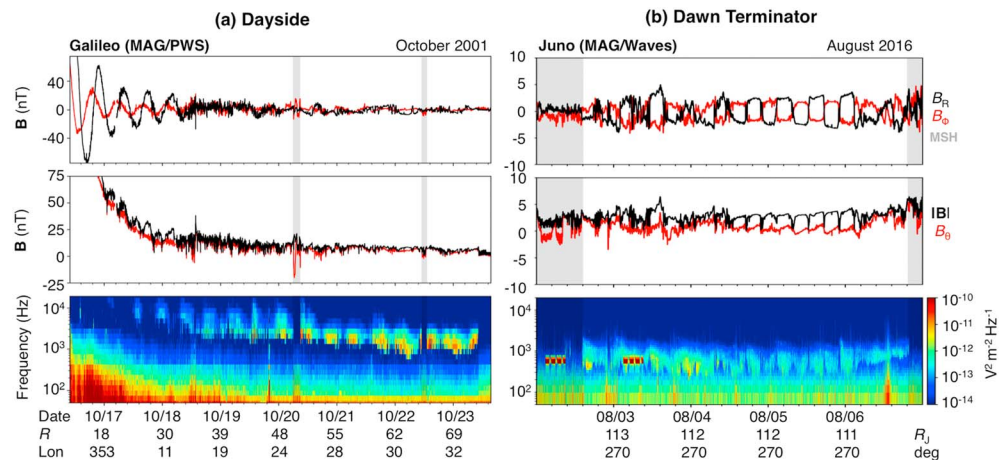 (a) Dayside
(b) Dawn Terminator
Galileo (MAG/PWS) October 2001
Juno (MAG/Waves) August 2016
B (nT)
40
0
-40
10
5
0
-5
-10
B_R
B_Φ
MSH
B (nT)
75
50
25
0
-25
10
5
0
-5
-10
|B|
B_θ
Frequency (Hz)
10⁴
10³
10²
10⁴
10³
10²
10⁻¹⁰
10⁻¹¹
10⁻¹²
10⁻¹³
10⁻¹⁴
V² m⁻² Hz⁻¹
Date 10/17 10/18 10/19 10/20 10/21 10/22 10/23
R 18 30 39 48 55 62 69
Lon 353 11 19 24 28 30 32
08/03 08/04 08/05 08/06
113 112 112 111 R_J
270 270 270 270 deg